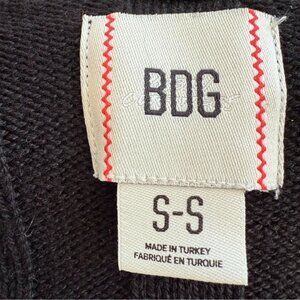 BDG
S-S
MADE IN TURKEY
FABRIQUÉ EN TURQUIE